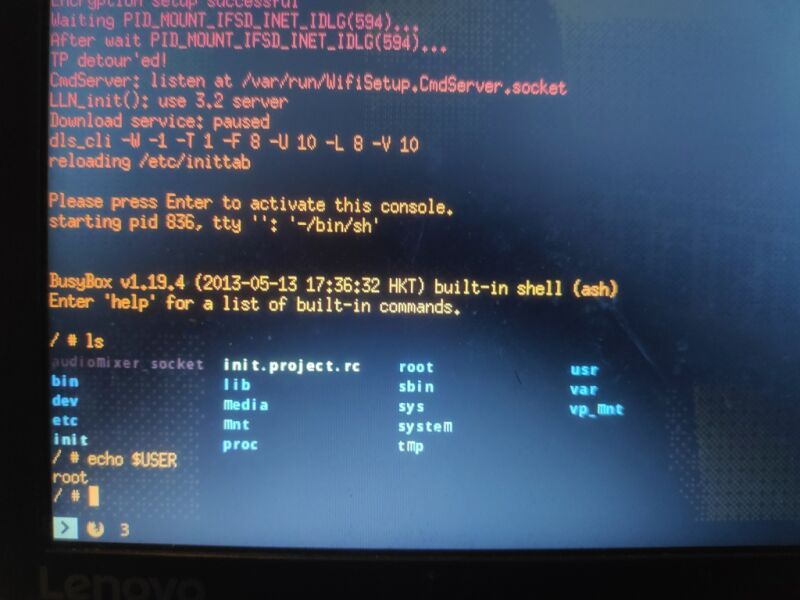 Encryption setup successful
Waiting PID_MOUNT_IFSD_INET_IDLG(594)...
After wait PID_MOUNT_IFSD_INET_IDLG(594)...
TP detour'ed!
CmdServer: listen at /var/run/WifiSetup.CmdServer.socket
LLN_init(): use 3.2 server
Download service: paused
dls_cli -W -1 -T 1 -F 8 -U 10 -L 8 -V 10
reloading /etc/inittab
Please press Enter to activate this console.
starting pid 836, tty '': '-/bin/sh'
BusyBox v1.19.4 (2013-05-13 17:36:32 HKT) built-in shell (ash)
Enter 'help' for a list of built-in commands.
/ # ls
audiomixer_socket init.project.rc root usr
bin lib sbin var
dev media sys vp_mnt
etc mnt system
init proc tmp
/ # echo $USER
root
/ #
> 3
Lenovo